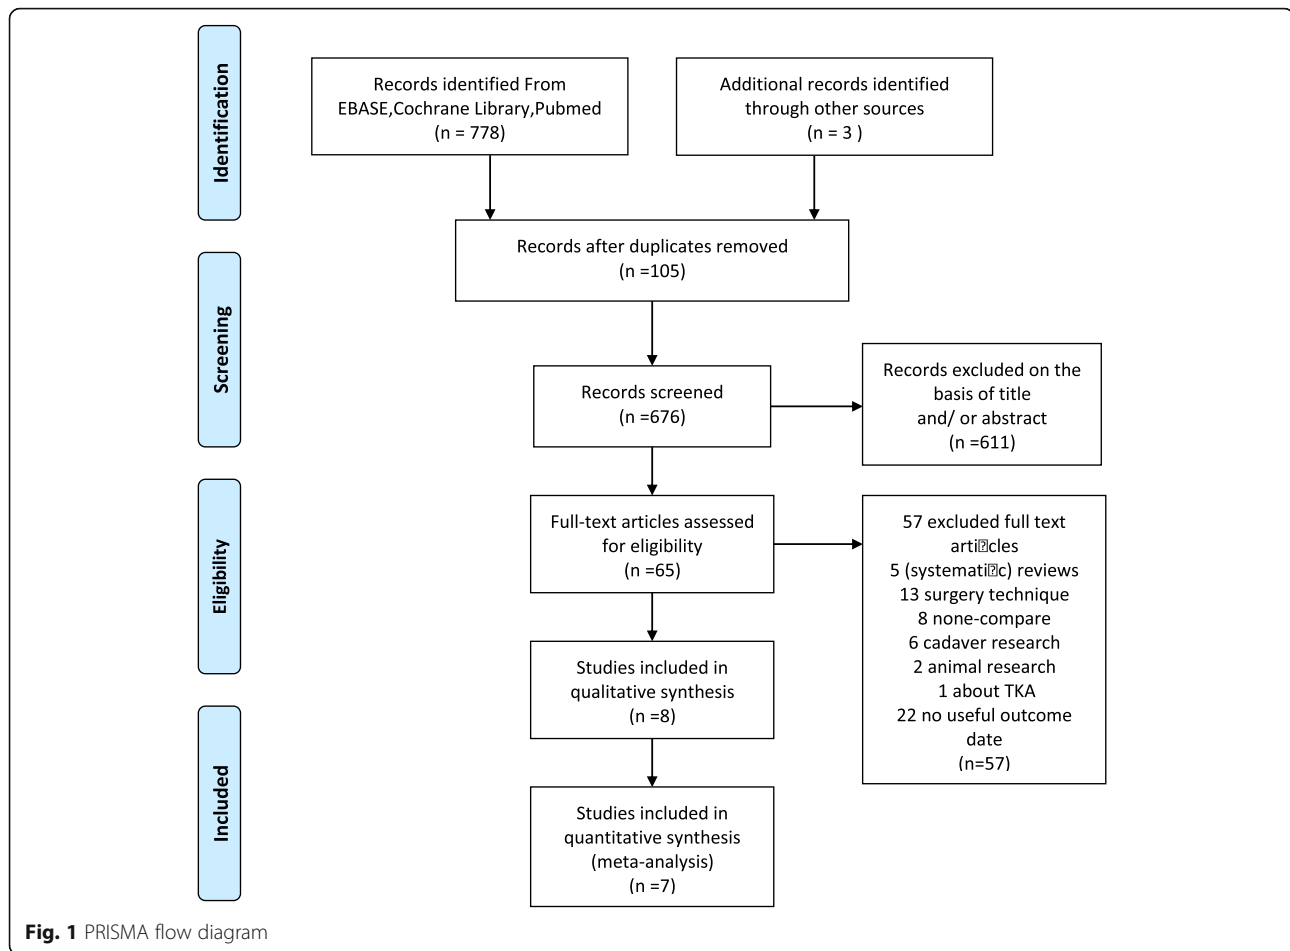 Identification
Records identified From
EBASE,Cochrane Library,Pubmed
(n = 778)
Additional records identified
through other sources
(n = 3 )
Records after duplicates removed
(n =105)
Screening
Records screened
(n =676)
Records excluded on the
basis of title
and/ or abstract
(n =611)
Eligibility
Full-text articles assessed
for eligibility
(n =65)
57 excluded full text
arti⍰cles
5 (systemati⍰c) reviews
13 surgery technique
8 none-compare
6 cadaver research
2 animal research
1 about TKA
22 no useful outcome
date
(n=57)
Studies included in
qualitative synthesis
(n =8)
Included
Studies included in
quantitative synthesis
(meta-analysis)
(n =7)
Fig. 1 PRISMA flow diagram